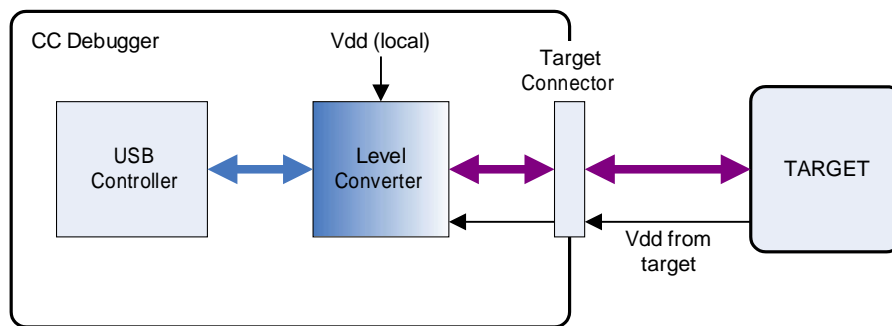 CC Debugger
Vdd (local)
Target
Connector
USB
Controller
Level
Converter
TARGET
Vdd from
target